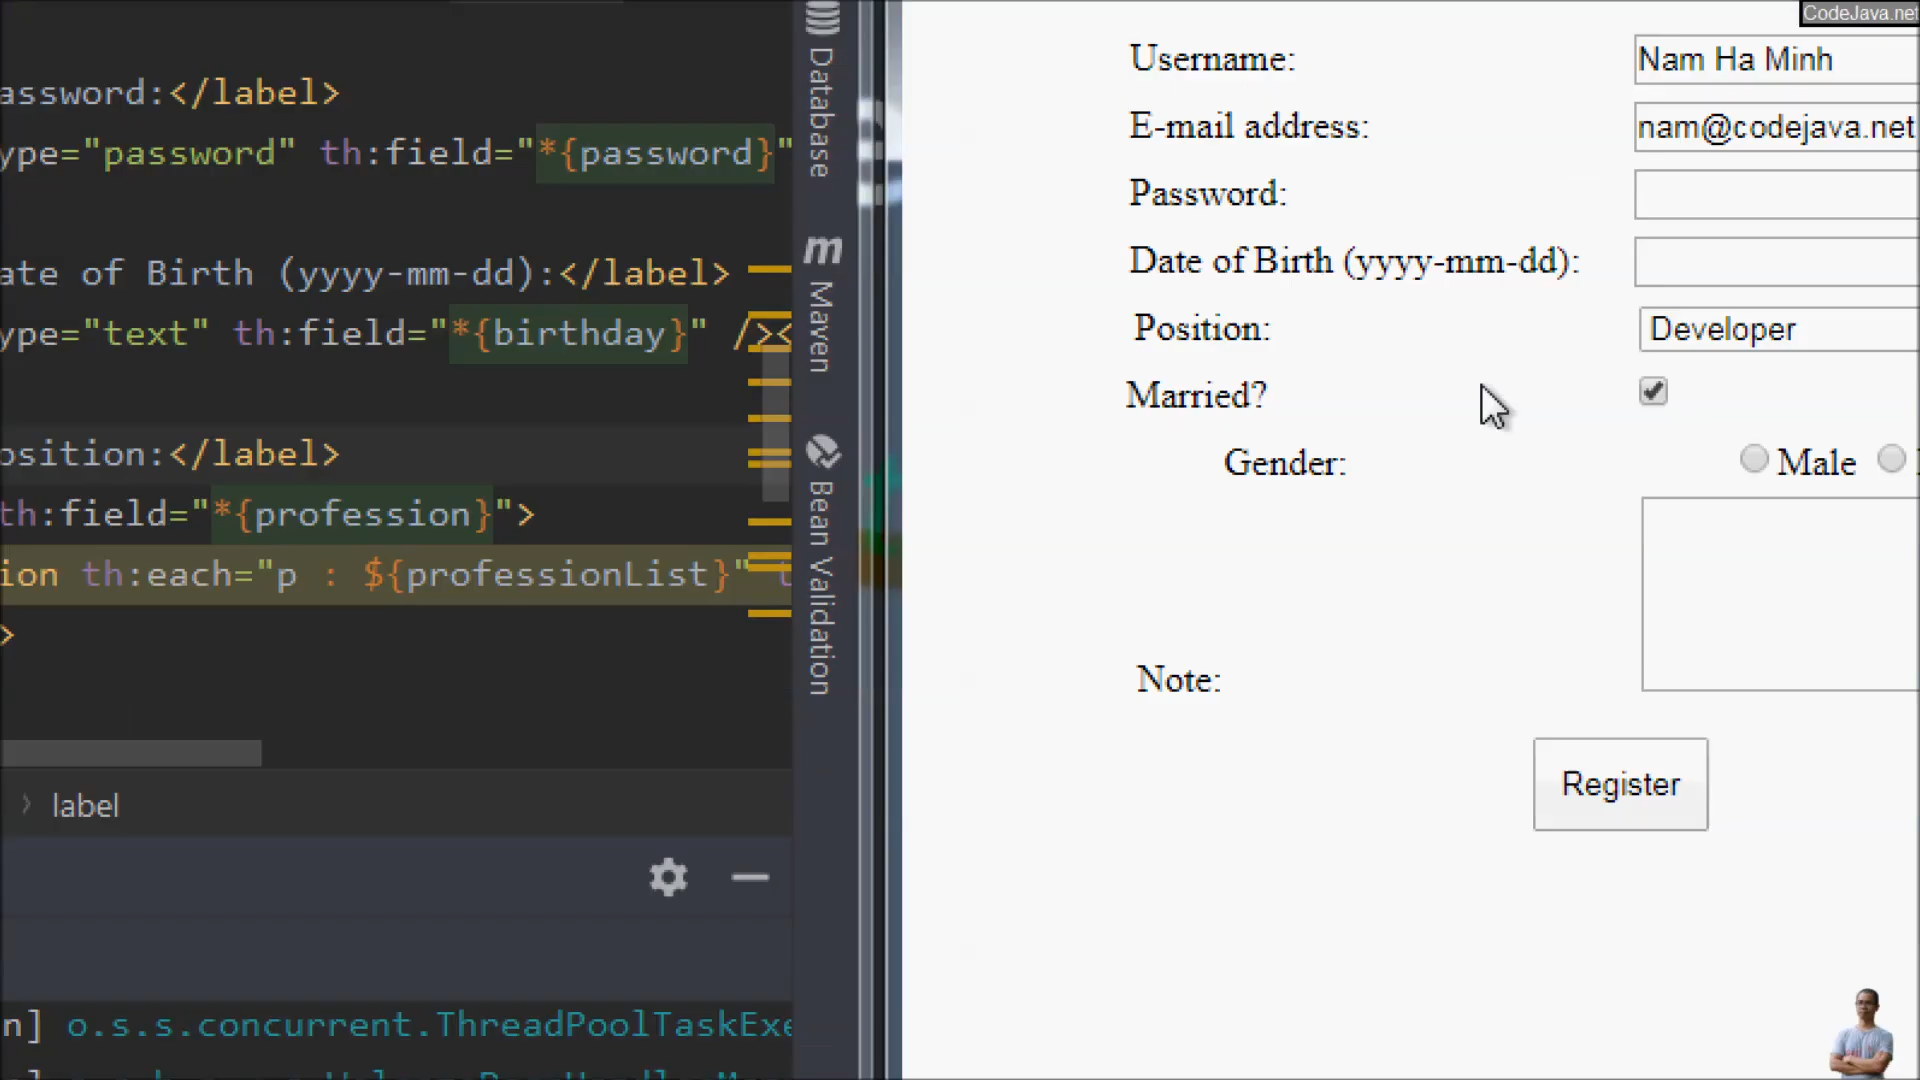 assword:</label>
ype="password" th:field="*{password}"
ate of Birth (yyyy-mm-dd):</label>
ype="text" th:field="*{birthday}" /><
osition:</label>
th:field="*{profession}">
ion th:each="p : ${professionList}" t
>
label
n] o.s.s.concurrent.ThreadPoolTaskExe
Database
Maven
Bean Validation
CodeJava.net
Username: Nam Ha Minh
E-mail address: nam@codejava.net
Password:
Date of Birth (yyyy-mm-dd):
Position: Developer
Married?
Gender: Male
Note:
Register